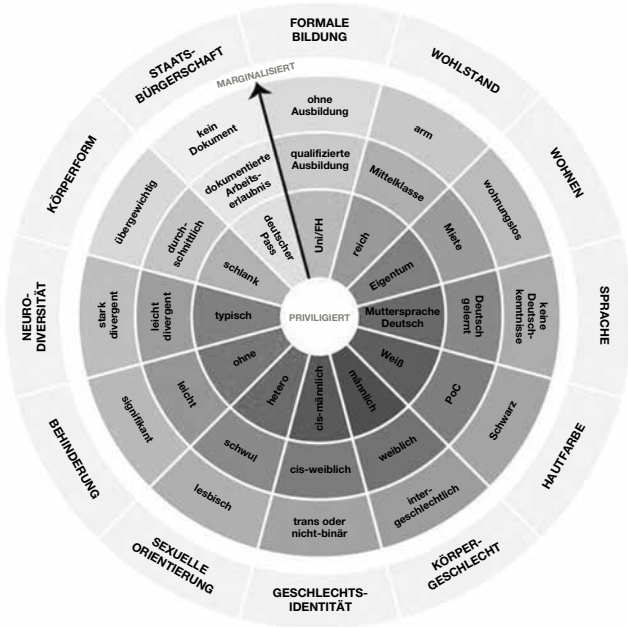 FORMALE
BILDUNG
WOHLSTAND
WOHNEN
SPRACHE
HAUTFARBE
KÖRPER-
GESCHLECHT
GESCHLECHTS-
IDENTITÄT
SEXUELLE
ORIENTIERUNG
BEHINDERUNG
NEURO-
DIVERSITÄT
KÖRPERFORM
STAATS-
BÜRGERSCHAFT
MARGINALISIERT
ohne
Ausbildung
qualifizierte
Ausbildung
Uni/FH
arm
Mittelklasse
reich
wohnungslos
Miete
Eigentum
keine
Deutsch-
kenntnisse
Deutsch
gelernt
Muttersprache
Deutsch
Schwarz
PoC
Weiß
inter-
geschlechtlich
weiblich
männlich
trans oder
nicht-binär
cis-weiblich
cis-männlich
lesbisch
schwul
hetero
signifikant
leicht
ohne
stark
divergent
leicht
divergent
typisch
übergewichtig
durch-
schnittlich
schlank
kein
Dokument
dokumentierte
Arbeits-
erlaubnis
deutscher
Pass
PRIVILIGIERT